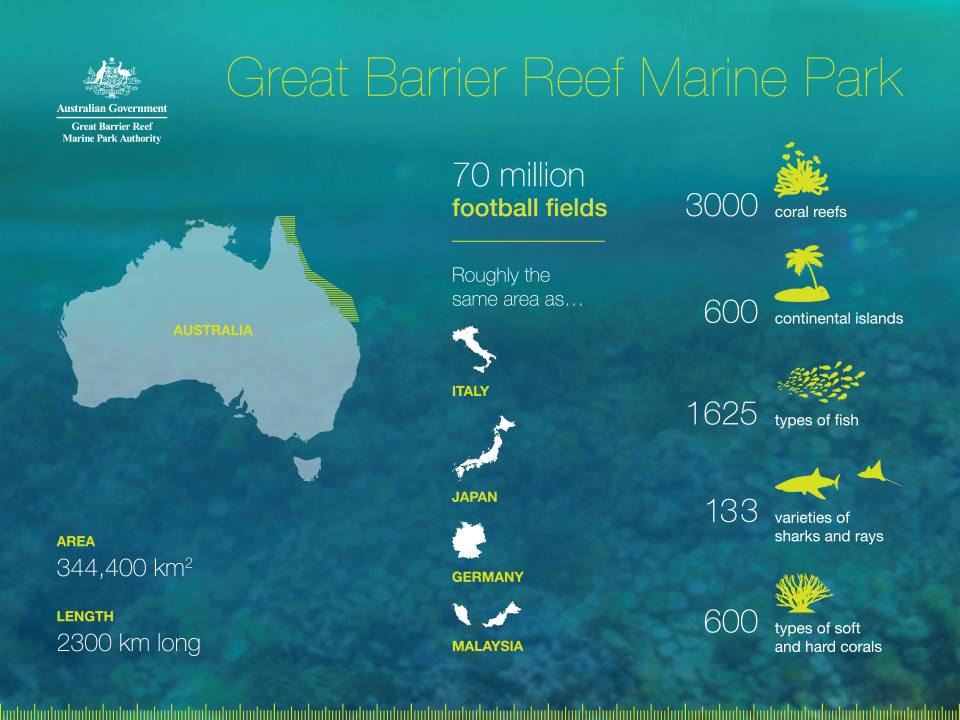 Great Barrier Reef Marine Park
Australian Government
Great Barrier Reef
Marine Park Authority
AUSTRALIA
AREA
344,400 km²
LENGTH
2300 km long
70 million
football fields
Roughly the
same area as...
ITALY
JAPAN
GERMANY
MALAYSIA
3000 coral reefs
600 continental islands
1625 types of fish
133 varieties of
sharks and rays
600 types of soft
and hard corals